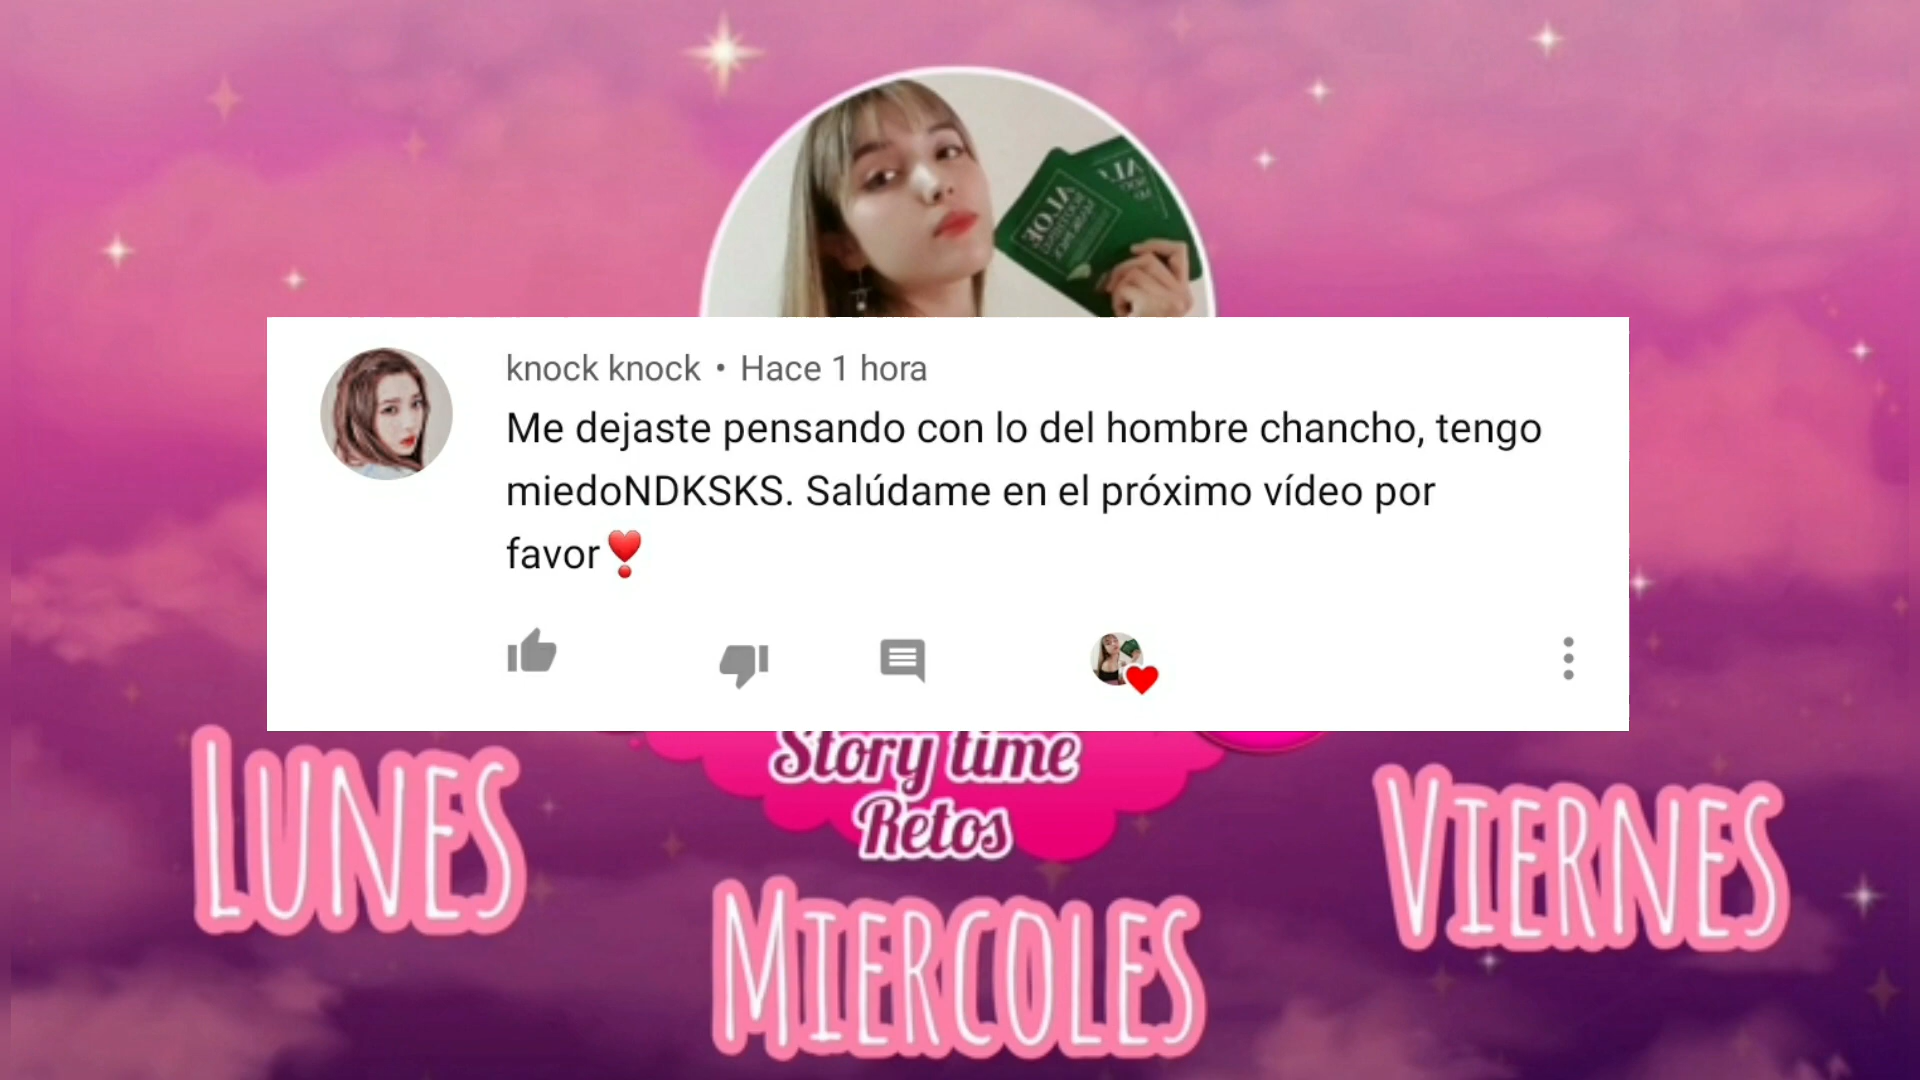 ALOE
knock knock • Hace 1 hora
Me dejaste pensando con lo del hombre chancho, tengo
miedoNDKSKS. Salúdame en el próximo vídeo por
favor❣️
Story time
Retos
LUNES
VIERNES
MIERCOLES